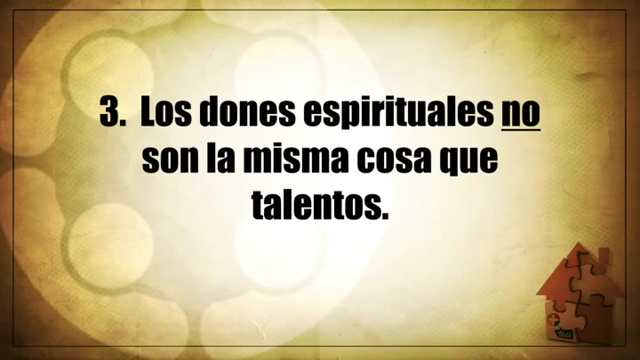 3. Los dones espirituales no
son la misma cosa que
talentos.